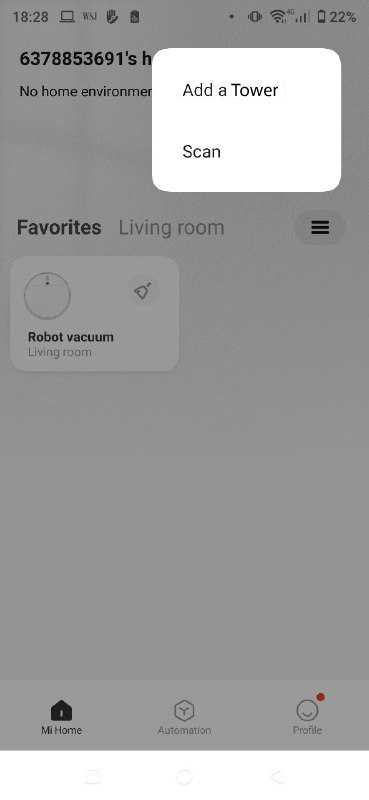 18:28 WSJ 4G 22%
6378853691's h
No home environmen
Add a Tower
Scan
Favorites Living room
Robot vacuum
Living room
Mi Home Automation Profile